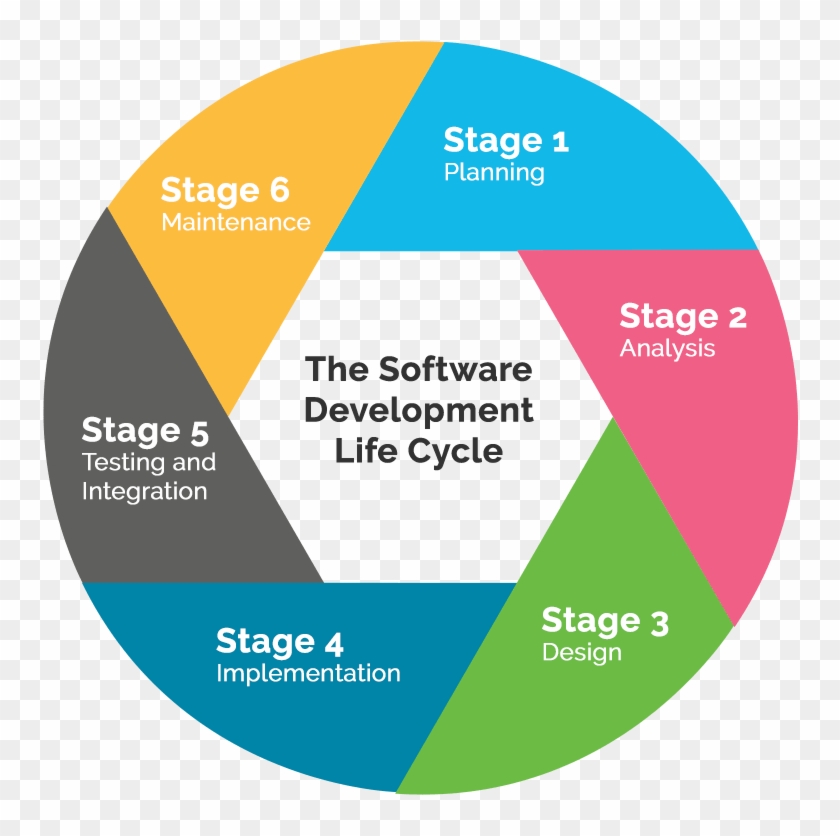 The Software
Development
Life Cycle
Stage 1
Planning
Stage 2
Analysis
Stage 3
Design
Stage 4
Implementation
Stage 5
Testing and
Integration
Stage 6
Maintenance